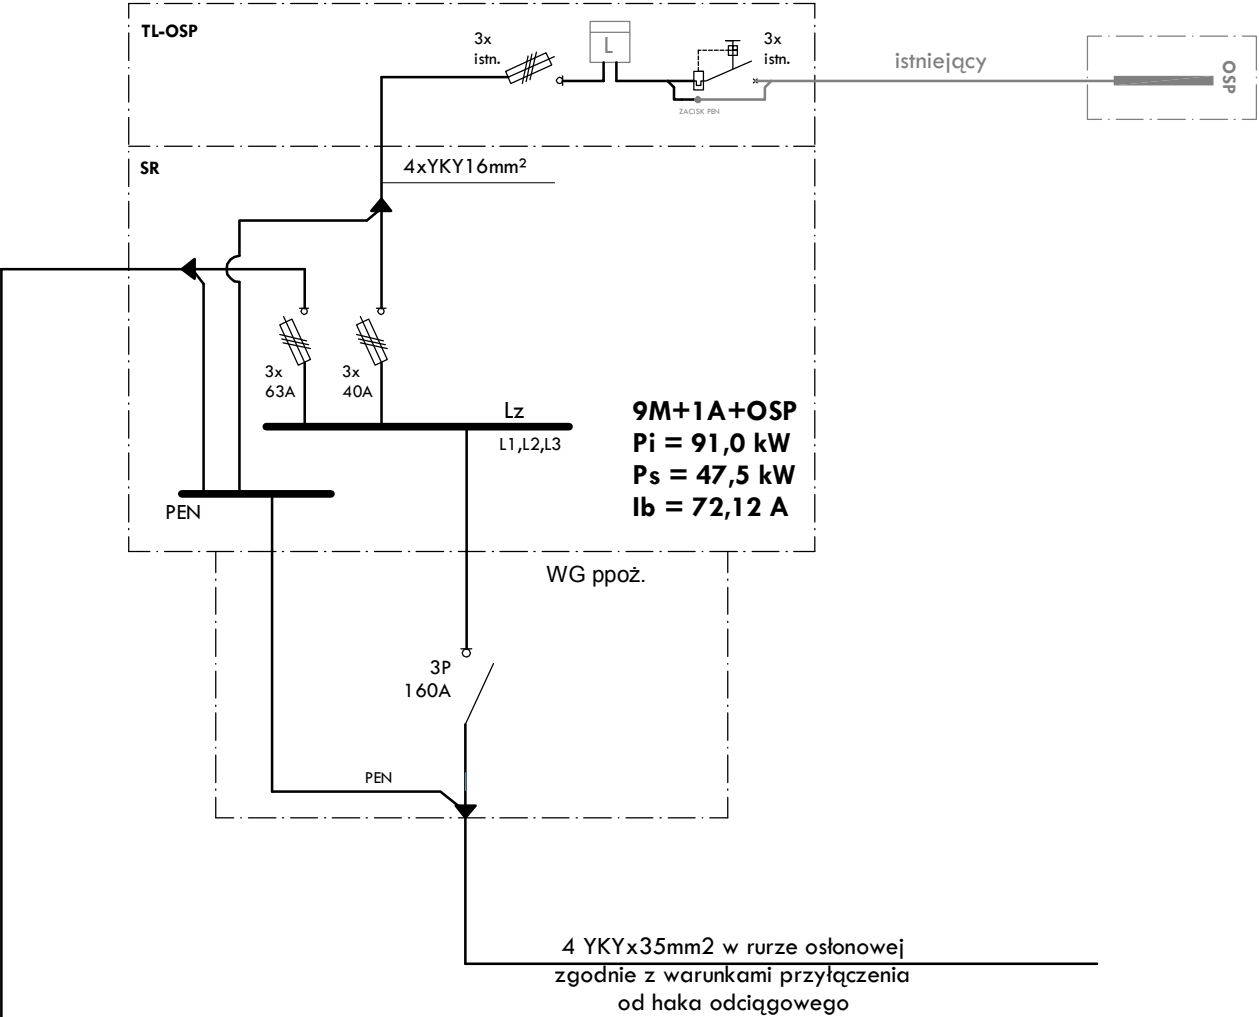 TL-OSP
3x
istn.
L
3x
istn.
istniejący
OSP
ZACISK PEN
SR
4xYKY16mm²
3x
63A
3x
40A
Lz
L1,L2,L3
9M+1A+OSP
Pi = 91,0 kW
Ps = 47,5 kW
Ib = 72,12 A
PEN
WG ppoż.
3P
160A
PEN
4 YKYx35mm2 w rurze osłonowej
zgodnie z warunkami przyłączenia
od haka odciągowego